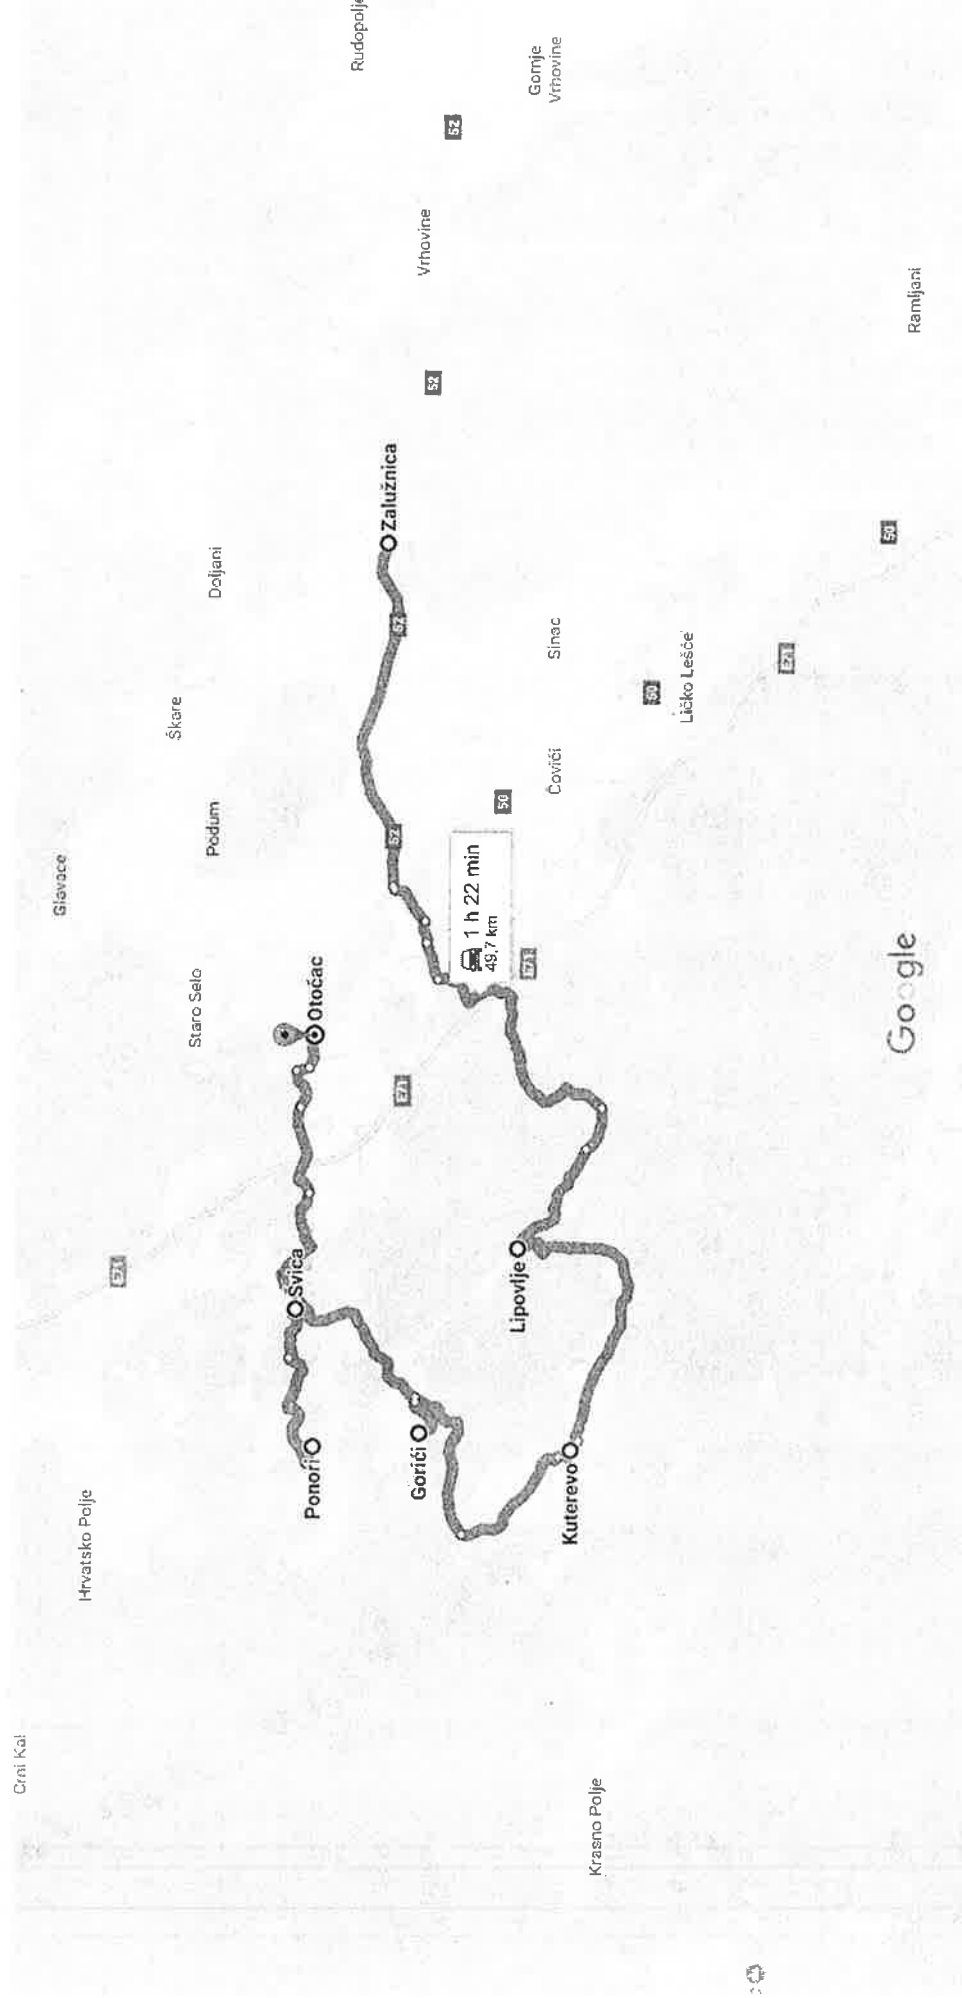 Crni Kal
Glavace
Hrvatsko Polje
E71
Škare
Staro Selo
Podum
Doljani
Švica
Ponori
Otočac
Rudopolje
Zalužnica
52
52
E71
Gorići
Vrhovine
52
52
1 h 22 min
49,7 km
50
Lipovlje
E71
Gornje
Vrhovine
Čovići
Sinac
Kuterevo
Krasno Polje
50
Ličko Lešće
E71
50
Google
Ramljani